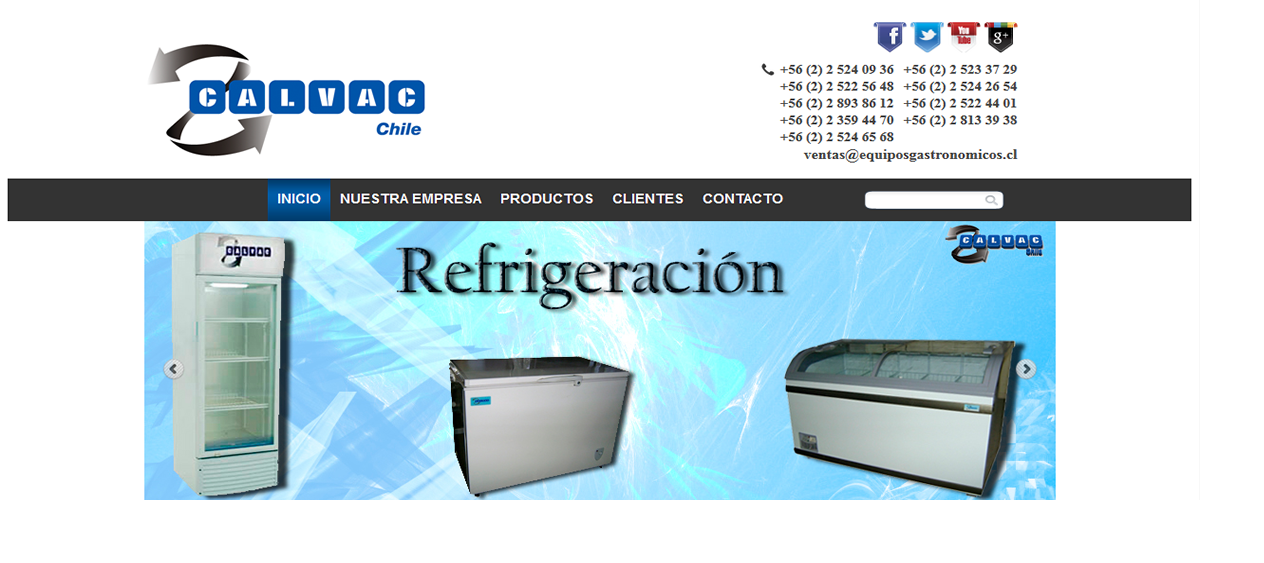 CALVAC
Chile
You
Tube
g+
+56 (2) 2 524 09 36 +56 (2) 2 523 37 29
+56 (2) 2 522 56 48 +56 (2) 2 524 26 54
+56 (2) 2 893 86 12 +56 (2) 2 522 44 01
+56 (2) 2 359 44 70 +56 (2) 2 813 39 38
+56 (2) 2 524 65 68
ventas@equiposgastronomicos.cl
INICIO NUESTRA EMPRESA PRODUCTOS CLIENTES CONTACTO
CALVAC
Refrigeración
CALVAC